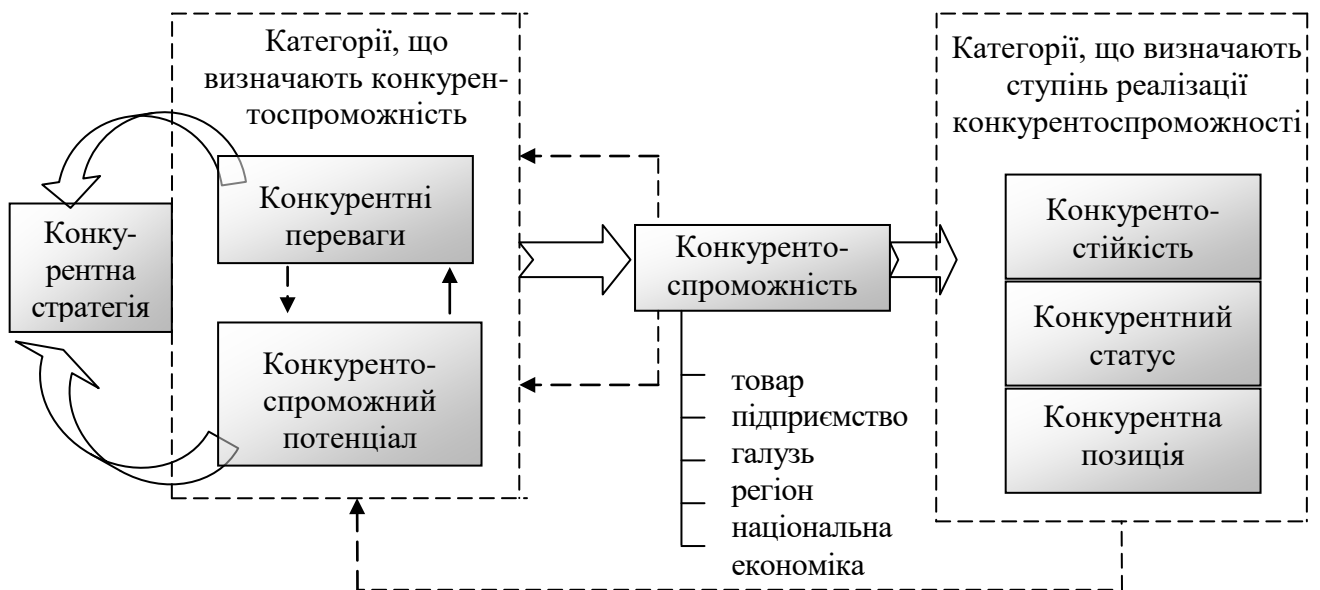 Категорії, що
визначають конкурен-
тоспроможність
Конкурентні
переваги
Конку-
рентна
стратегія
Конкуренто-
спроможний
потенціал
Конкуренто-
спроможність
товар
підприємство
галузь
регіон
національна
економіка
Категорії, що визначають
ступінь реалізації
конкурентоспроможності
Конкуренто-
стійкість
Конкурентний
статус
Конкурентна
позиція